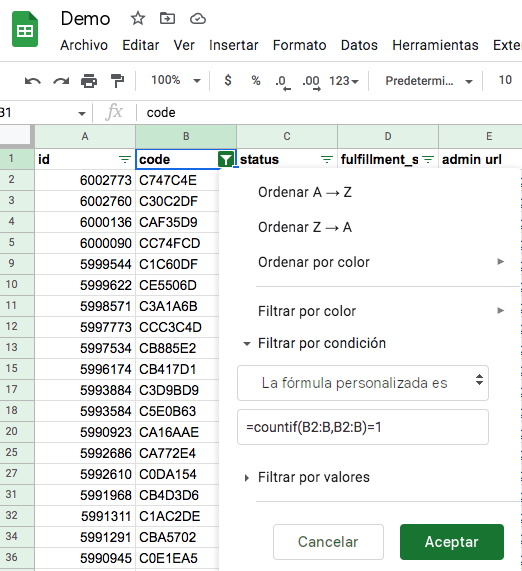 Demo
Archivo Editar Ver Insertar Formato Datos Herramientas Exte
100% $ % .0 .00 123 Predetermi... 10
B1 fx code
A B C D E
1 id code status fulfillment_s admin url
2 6002773 C747C4E
3 6002760 C30C2DF
4 6000136 CAF35D9
5 6000090 CC74FCD
9 5999544 C1C60DF
10 5999622 CE5506D
11 5998571 C3A1A6B
12 5997773 CCC3C4D
13 5997534 CB885E2
15 5996174 CB417D1
17 5993884 C3D9BD9
18 5993584 C5E0B63
20 5990923 CA16AAE
25 5992686 CA772E4
27 5992610 C0DA154
31 5991968 CB4D3D6
32 5991311 C1AC2DE
34 5991291 CBA5702
36 5990945 C0E1EA5
Ordenar A → Z
Ordenar Z → A
Ordenar por color
Filtrar por color
Filtrar por condición
La fórmula personalizada es
=countif(B2:B,B2:B)=1
Filtrar por valores
Cancelar Aceptar